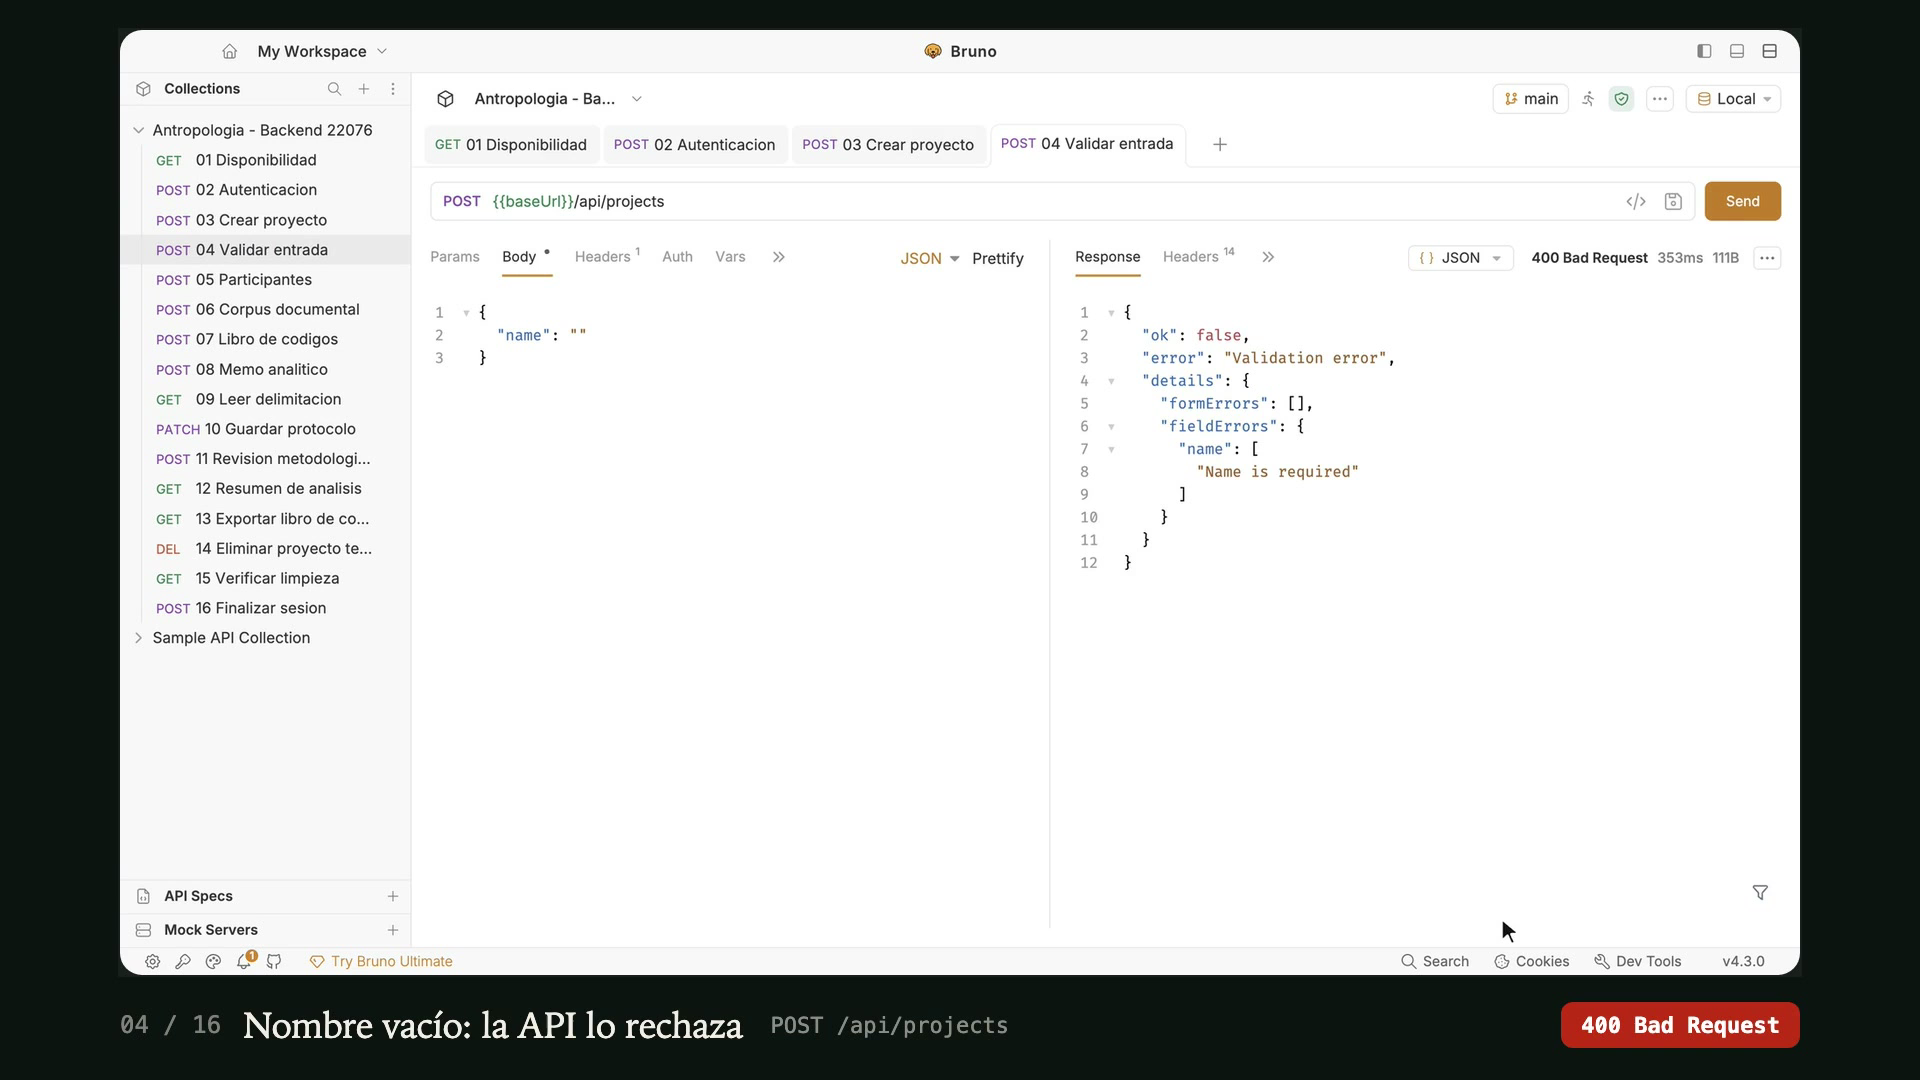 My Workspace
Bruno
Collections
Antropologia - Backend 22076
GET 01 Disponibilidad
POST 02 Autenticacion
POST 03 Crear proyecto
POST 04 Validar entrada
POST 05 Participantes
POST 06 Corpus documental
POST 07 Libro de codigos
POST 08 Memo analitico
GET 09 Leer delimitacion
PATCH 10 Guardar protocolo
POST 11 Revision metodologi...
GET 12 Resumen de analisis
GET 13 Exportar libro de co...
DEL 14 Eliminar proyecto te...
GET 15 Verificar limpieza
POST 16 Finalizar sesion
Sample API Collection
API Specs
Mock Servers
Antropologia - Ba...
main
Local
GET 01 Disponibilidad POST 02 Autenticacion POST 03 Crear proyecto POST 04 Validar entrada
POST {{baseUrl}}/api/projects
Send
Params Body Headers 1 Auth Vars JSON Prettify
1 {
2 "name": ""
3 }
Response Headers 14 { } JSON 400 Bad Request 353ms 111B
1 {
2 "ok": false,
3 "error": "Validation error",
4 "details": {
5 "formErrors": [],
6 "fieldErrors": {
7 "name": [
8 "Name is required"
9 ]
10 }
11 }
12 }
1
Try Bruno Ultimate
Search Cookies Dev Tools v4.3.0
04 / 16 Nombre vacío: la API lo rechaza POST /api/projects 400 Bad Request